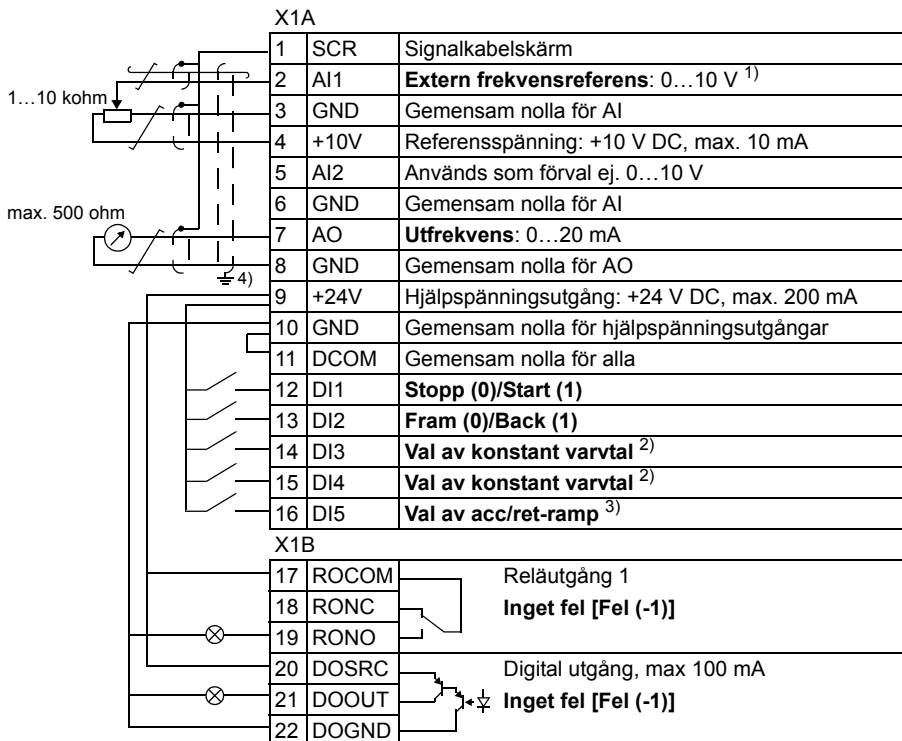 X1A
1 SCR Signalkabelskärm
2 AI1 Extern frekvensreferens: 0…10 V 1)
1…10 kohm
3 GND Gemensam nolla för AI
4 +10V Referensspänning: +10 V DC, max. 10 mA
5 AI2 Används som förval ej. 0…10 V
6 GND Gemensam nolla för AI
max. 500 ohm
7 AO Utfrekvens: 0…20 mA
8 GND Gemensam nolla för AO
4)
9 +24V Hjälpspänningsutgång: +24 V DC, max. 200 mA
10 GND Gemensam nolla för hjälpspänningsutgångar
11 DCOM Gemensam nolla för alla
12 DI1 Stopp (0)/Start (1)
13 DI2 Fram (0)/Back (1)
14 DI3 Val av konstant varvtal 2)
15 DI4 Val av konstant varvtal 2)
16 DI5 Val av acc/ret-ramp 3)
X1B
17 ROCOM Reläutgång 1
18 RONC Inget fel [Fel (-1)]
19 RONO
20 DOSRC Digital utgång, max 100 mA
21 DOOUT Inget fel [Fel (-1)]
22 DOGND